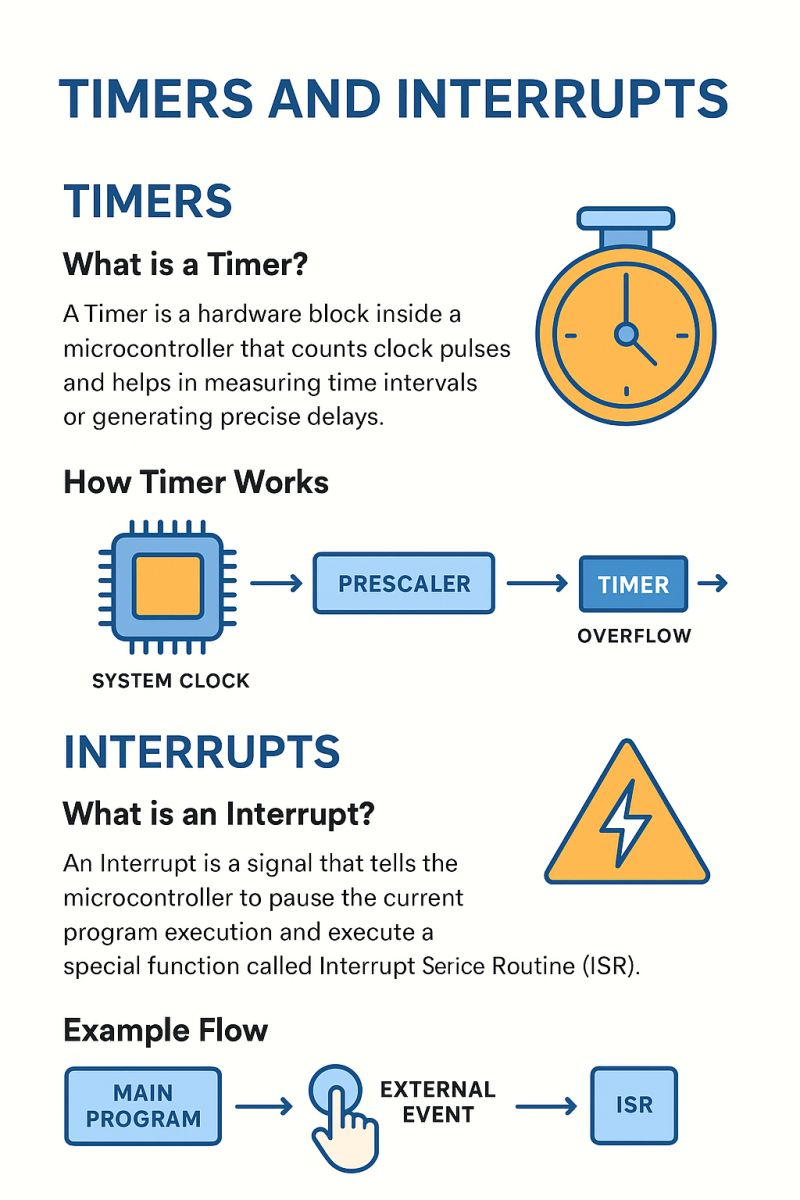 TIMERS AND INTERRUPTS
TIMERS
What is a Timer?
A Timer is a hardware block inside a
microcontroller that counts clock pulses
and helps in measuring time intervals
or generating precise delays.
How Timer Works
PRESCALER
TIMER
OVERFLOW
SYSTEM CLOCK
INTERRUPTS
What is an Interrupt?
An Interrupt is a signal that tells the
microcontroller to pause the current
program execution and execute a
special function called Interrupt Serice Routine (ISR).
Example Flow
MAIN
PROGRAM
EXTERNAL
EVENT
ISR